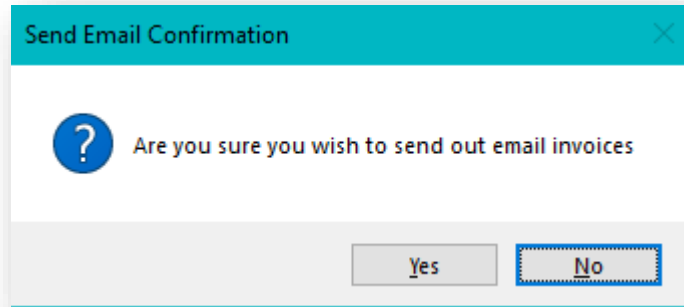 Send Email Confirmation
Are you sure you wish to send out email invoices
Yes
No